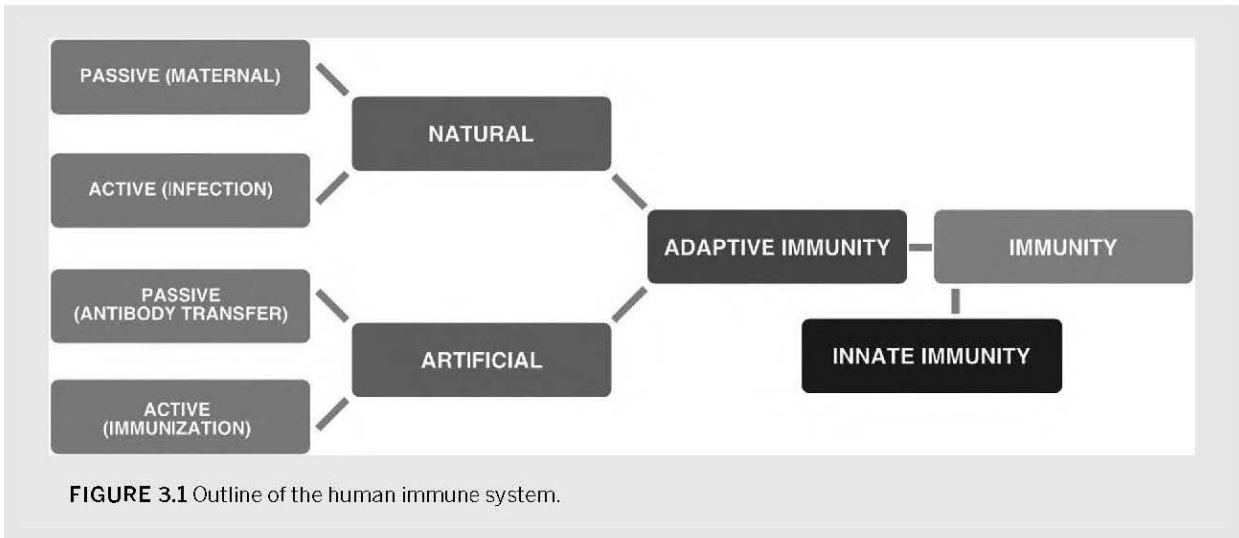 PASSIVE (MATERNAL)
NATURAL
ACTIVE (INFECTION)
ADAPTIVE IMMUNITY
IMMUNITY
PASSIVE
(ANTIBODY TRANSFER)
INNATE IMMUNITY
ARTIFICIAL
ACTIVE
(IMMUNIZATION)
FIGURE 3.1 Outline of the human immune system.